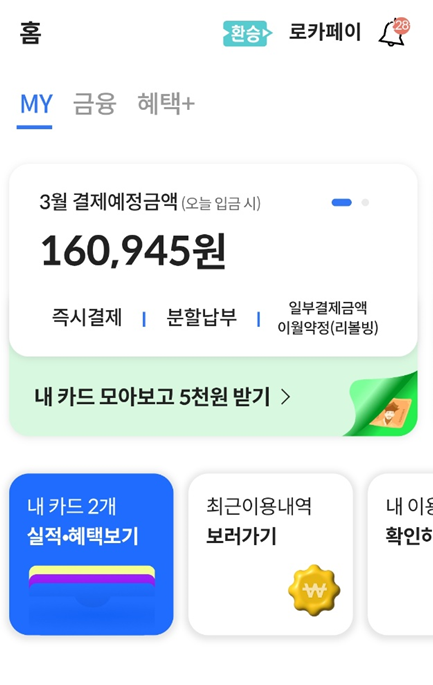 홈
환승
로카페이
28
MY 금융 혜택+
3월 결제예정금액 (오늘 입금 시)
160,945원
즉시결제
분할납부
일부결제금액
이월약정(리볼빙)
내 카드 모아보고 5천원 받기
내 카드 2개
실적•혜택보기
최근이용내역
보러가기
₩
내 이용
확인하